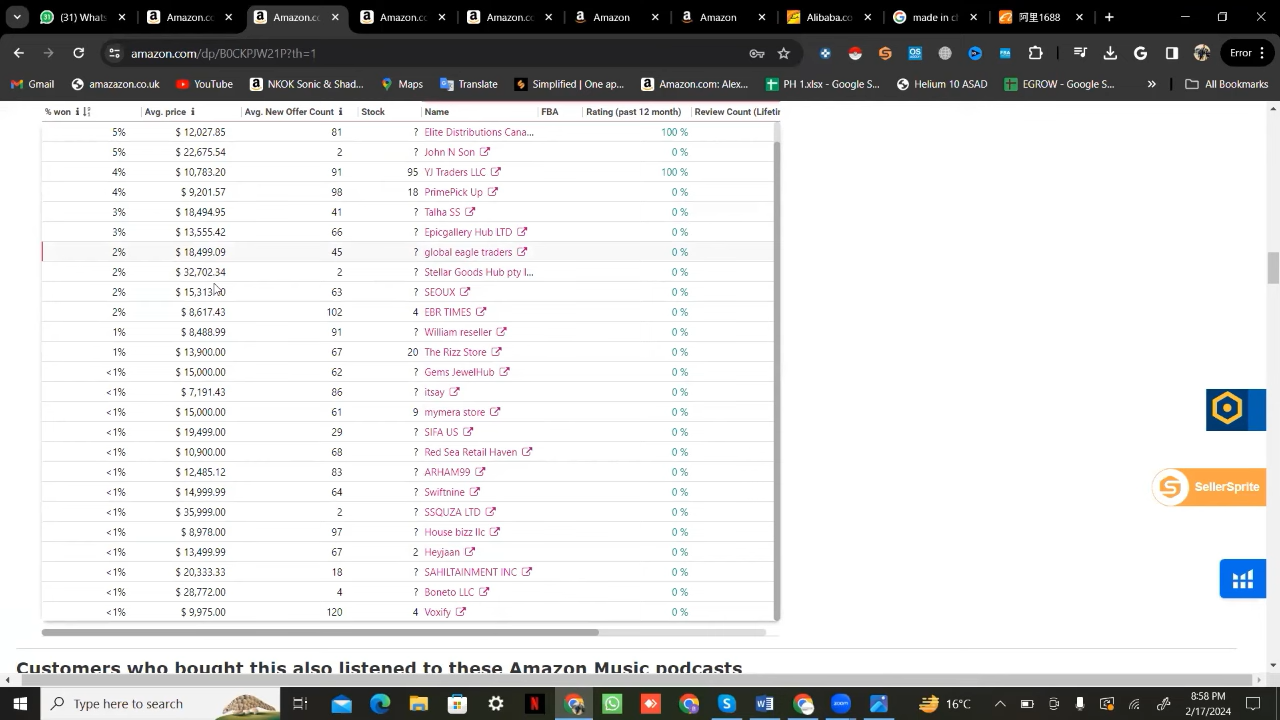 (31) Whats
Amazon.co
Amazon.co
Amazon.co
Amazon.co
Amazon
Amazon
Alibaba.co
made in ch
阿里1688
amazon.com/dp/B0CKPJW21P?th=1
Error
Gmail
amazazon.co.uk
YouTube
NKOK Sonic & Shad...
Maps
Translate
Simplified | One app...
Amazon.com: Alex...
PH 1.xlsx - Google S...
Helium 10 ASAD
EGROW - Google S...
»
All Bookmarks
% won Avg. price Avg. New Offer Count Stock Name FBA Rating (past 12 month) Review Count (Lifetir
5% $ 12,027.85 81 ? Elite Distributions Cana... 100 %
5% $ 22,675.54 2 ? John N Son 0 %
4% $ 10,783.20 91 95 YJ Traders LLC 100 %
4% $ 9,201.57 98 18 PrimePick Up 0 %
3% $ 18,494.95 41 ? Talha SS 0 %
3% $ 13,555.42 66 ? Epicgallery Hub LTD 0 %
2% $ 18,499.09 45 ? global eagle traders 0 %
2% $ 32,702.34 2 ? Stellar Goods Hub pty l... 0 %
2% 63 ? SEOUX 0 %
2% $ 8,617.43 102 4 EBR TIMES 0 %
1% $ 8,488.99 91 ? William reseller 0 %
1% $ 13,900.00 67 20 The Rizz Store 0 %
<1% $ 15,000.00 62 ? Gems JewelHub 0 %
<1% $ 7,191.43 86 ? itsay 0 %
<1% $ 15,000.00 61 9 mymera store 0 %
<1% $ 19,499.00 29 ? SIFA US 0 %
<1% $ 10,900.00 68 ? Red Sea Retail Haven 0 %
<1% $ 12,485.12 83 ? ARHAM99 0 %
<1% $ 14,999.99 64 ? Swiftnine 0 %
<1% $ 35,999.00 2 ? SSQUZA LTD 0 %
<1% $ 8,978.00 97 ? House bizz llc 0 %
<1% $ 13,499.99 67 2 Heyjaan 0 %
<1% $ 20,333.33 18 ? SAHILTAINMENT INC 0 %
<1% $ 28,772.00 4 ? Boneto LLC 0 %
<1% $ 9,975.00 120 4 Voxify 0 %
SellerSprite
Customers who bought this also listened to these Amazon Music podcasts
Type here to search
16°C
8:58 PM
2/17/2024